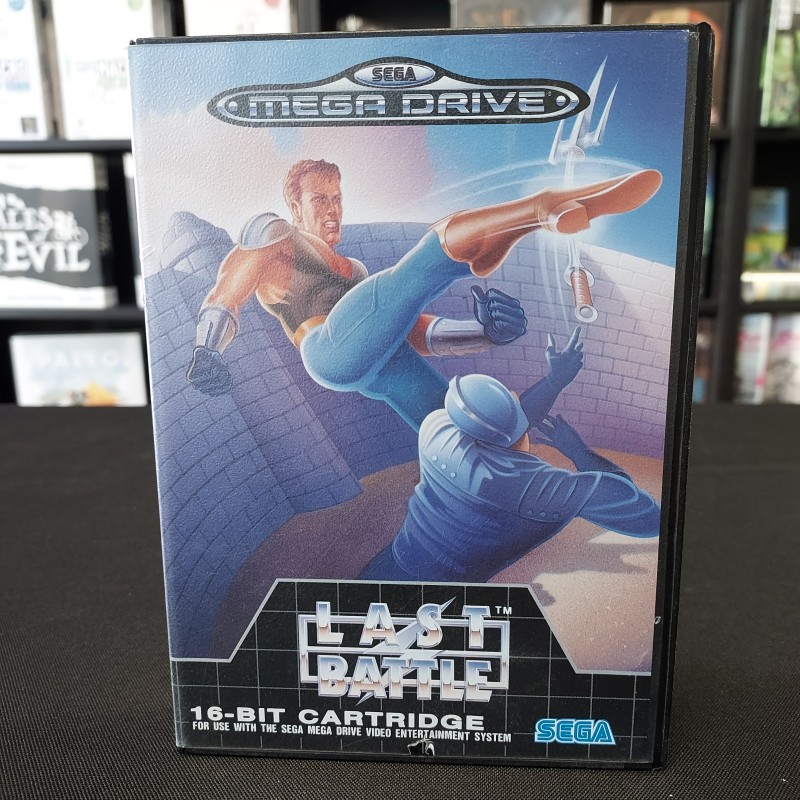 SEGA
MEGA DRIVE
TALES
EVIL
LAST™
BATTLE
16-BIT CARTRIDGE
FOR USE WITH THE SEGA MEGA DRIVE VIDEO ENTERTAINMENT SYSTEM
SEGA